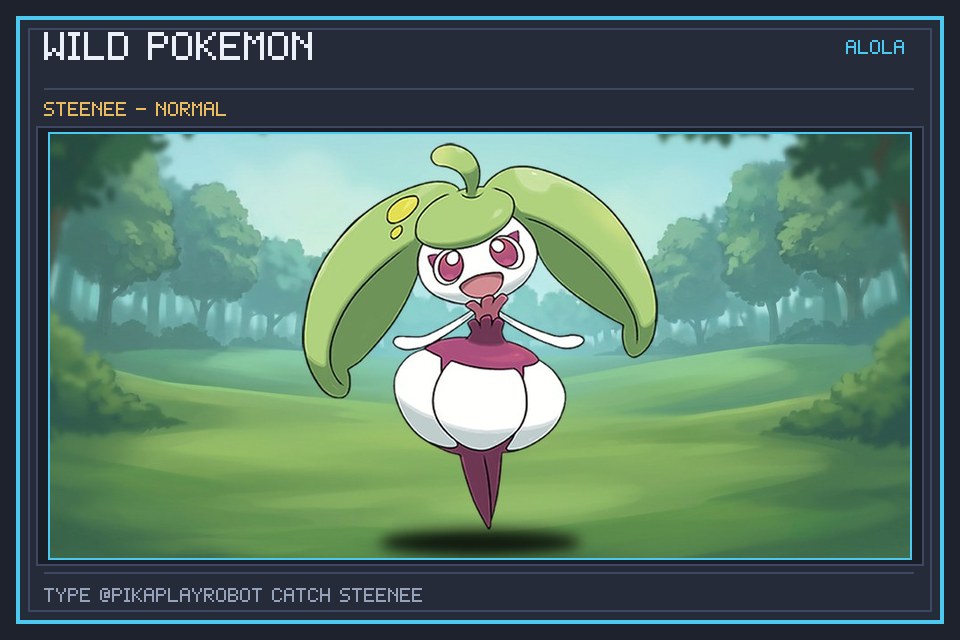 WILD POKEMON
ALOLA
STEENEE - NORMAL
TYPE @PIKAPLAYROBOT CATCH STEENEE